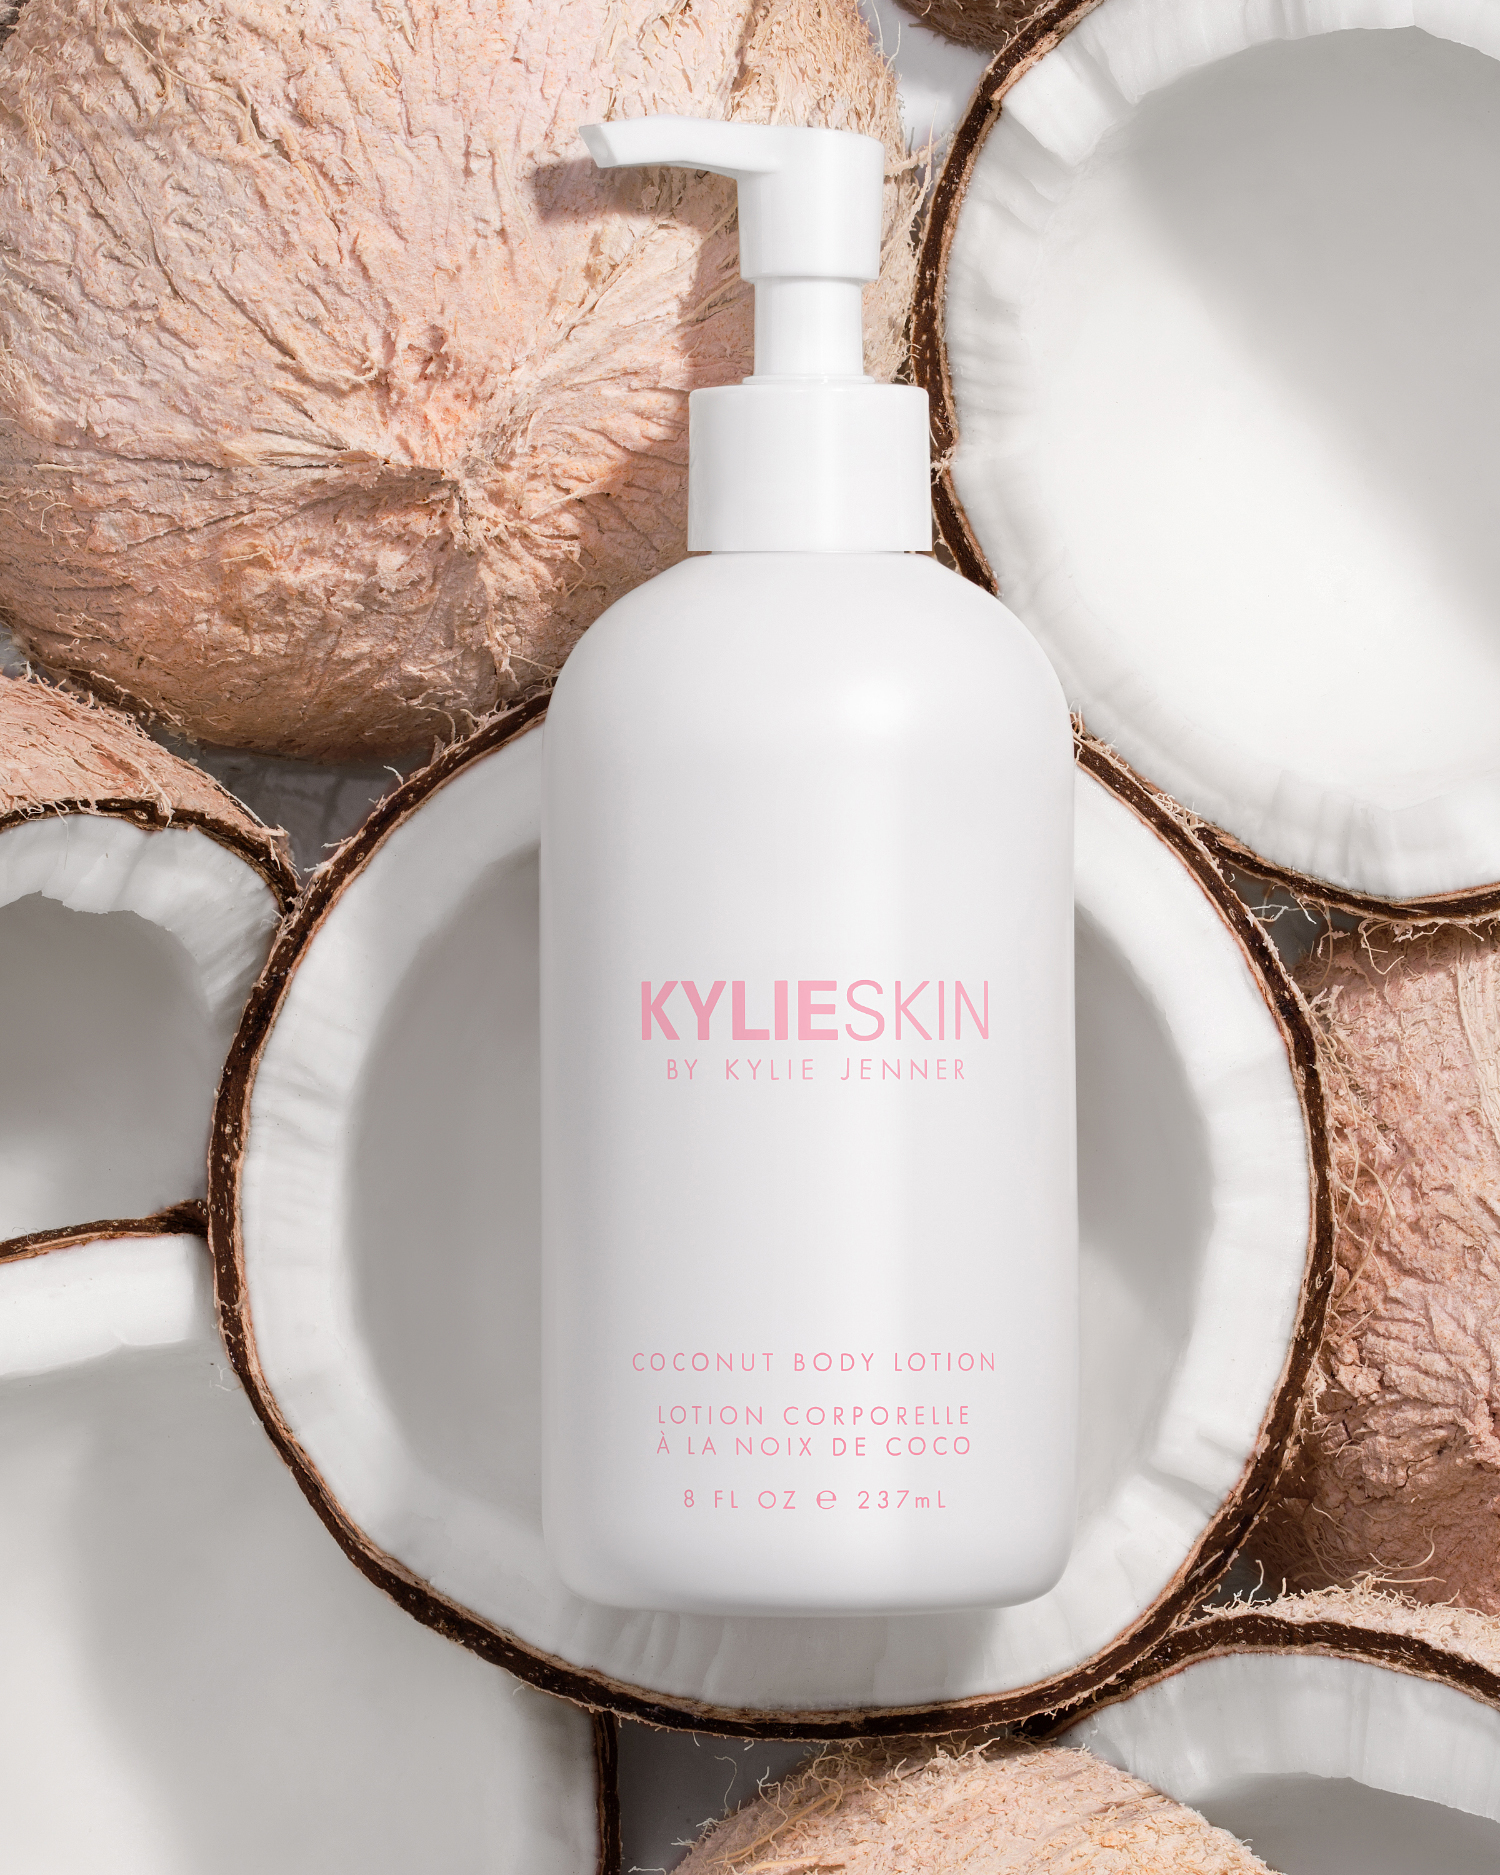 KYLIESKIN
BY KYLIE JENNER
COCONUT BODY LOTION
LOTION CORPORELLE
À LA NOIX DE COCO
8 FL OZ ℮ 237mL